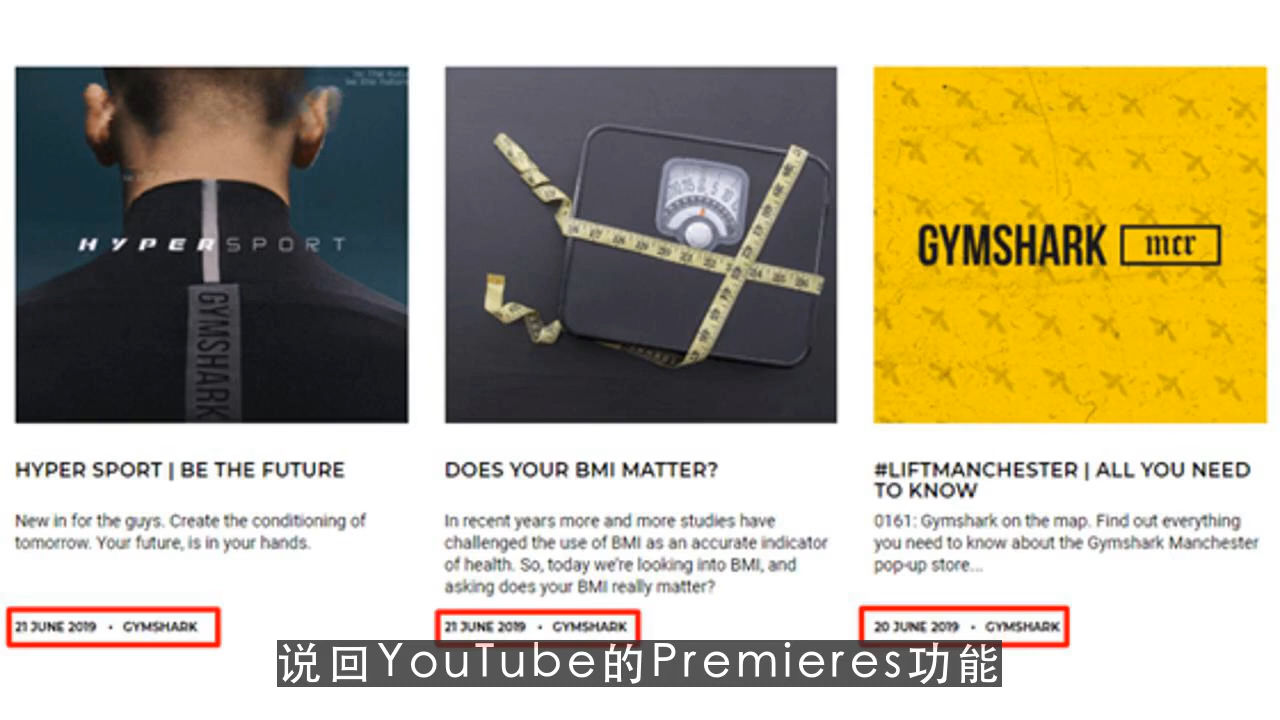 HYPERSPORT
GYMSHARK
GYMSHARK mcr
HYPER SPORT | BE THE FUTURE
New in for the guys. Create the conditioning of
tomorrow. Your future, is in your hands.
21 JUNE 2019 • GYMSHARK
DOES YOUR BMI MATTER?
In recent years more and more studies have
challenged the use of BMI as an accurate indicator
of health. So, today we're looking into BMI, and
asking does your BMI really matter?
21 JUNE 2019 • GYMSHARK
#LIFTMANCHESTER | ALL YOU NEED
TO KNOW
0161: Gymshark on the map. Find out everything
you need to know about the Gymshark Manchester
pop-up store...
20 JUNE 2019 • GYMSHARK
说回YouTube的Premieres功能